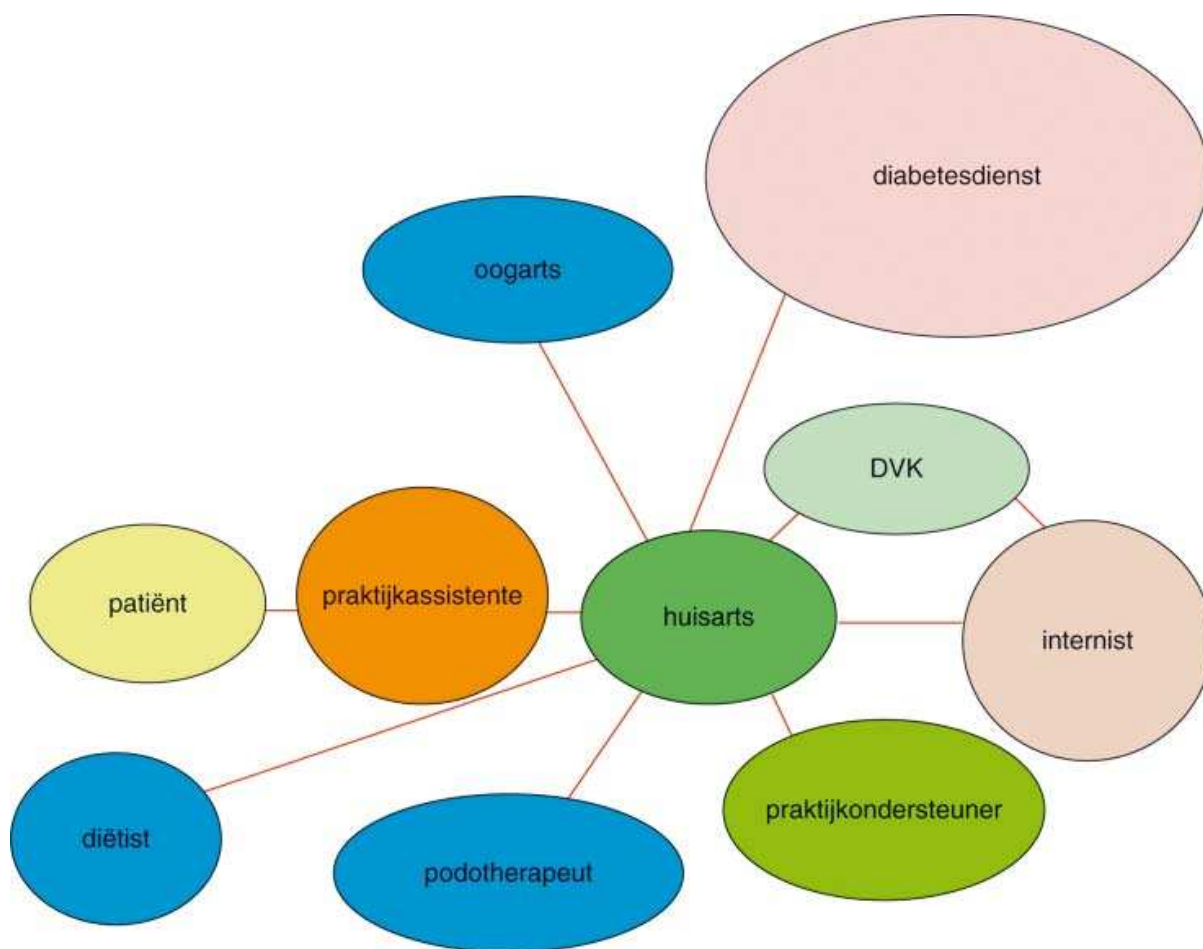 diabetesdienst
oogarts
DVK
patiënt
praktijkassistente
huisarts
internist
diëtist
podotherapeut
praktijkondersteuner